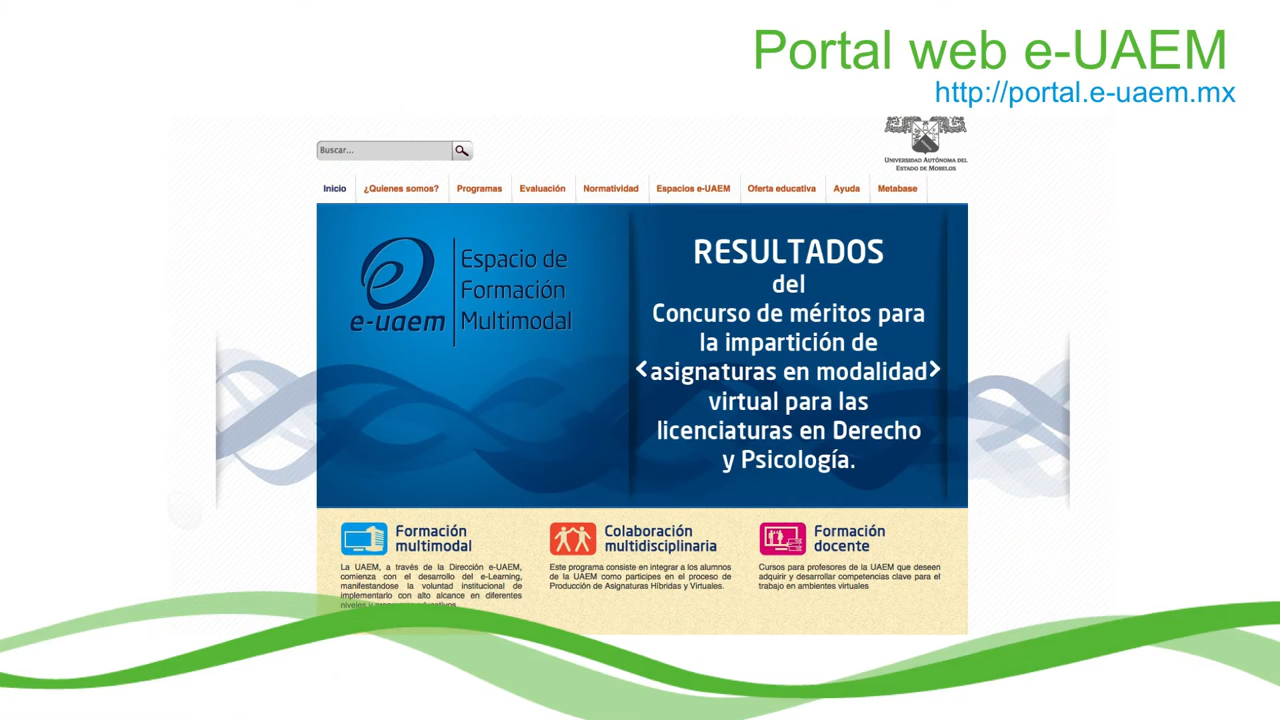 Portal web e-UAEM
http://portal.e-uaem.mx
Buscar...
UNIVERSIDAD AUTÓNOMA DEL
ESTADO DE MORELOS
Inicio
¿Quienes somos?
Programas
Evaluación
Normatividad
Espacios e-UAEM
Oferta educativa
Ayuda
Metabase
e-uaem
Espacio de
Formación
Multimodal
RESULTADOS
del
Concurso de méritos para
la impartición de
asignaturas en modalidad
virtual para las
licenciaturas en Derecho
y Psicología.
Formación
multimodal
La UAEM, a través de la Dirección e-UAEM,
comienza con el desarrollo del e-Learning,
manifestandose la voluntad institucional de
implementarlo con alto alcance en diferentes
niveles
Colaboración
multidisciplinaria
Este programa consiste en integrar a los alumnos
de la UAEM como participes en el proceso de
Producción de Asignaturas Híbridas y Virtuales.
Formación
docente
Cursos para profesores de la UAEM que deseen
adquirir y desarrollar competencias clave para el
trabajo en ambientes virtuales